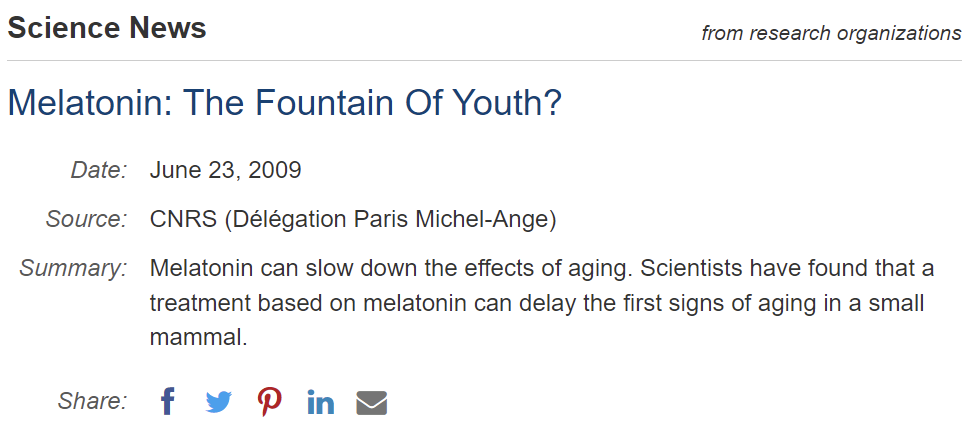 Science News
from research organizations
Melatonin: The Fountain Of Youth?
Date: June 23, 2009
Source: CNRS (Délégation Paris Michel-Ange)
Summary: Melatonin can slow down the effects of aging. Scientists have found that a
treatment based on melatonin can delay the first signs of aging in a small
mammal.
Share: